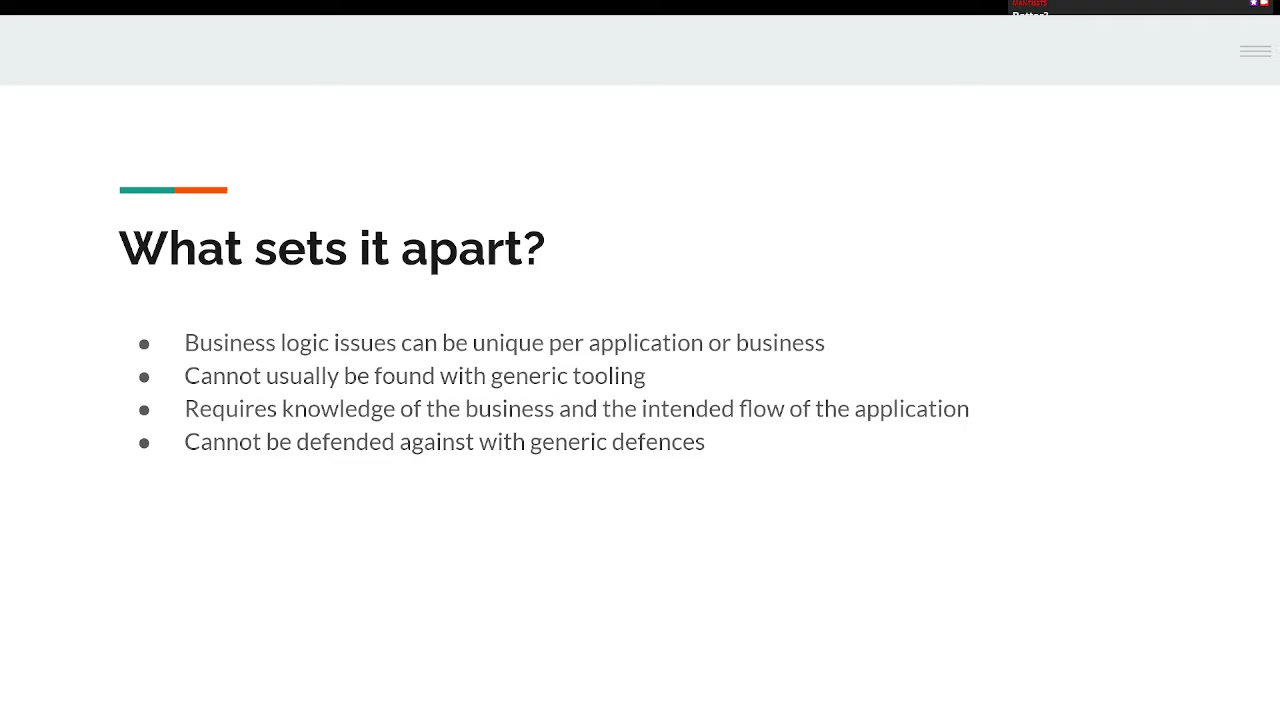 What sets it apart?
● Business logic issues can be unique per application or business
● Cannot usually be found with generic tooling
● Requires knowledge of the business and the intended flow of the application
● Cannot be defended against with generic defences